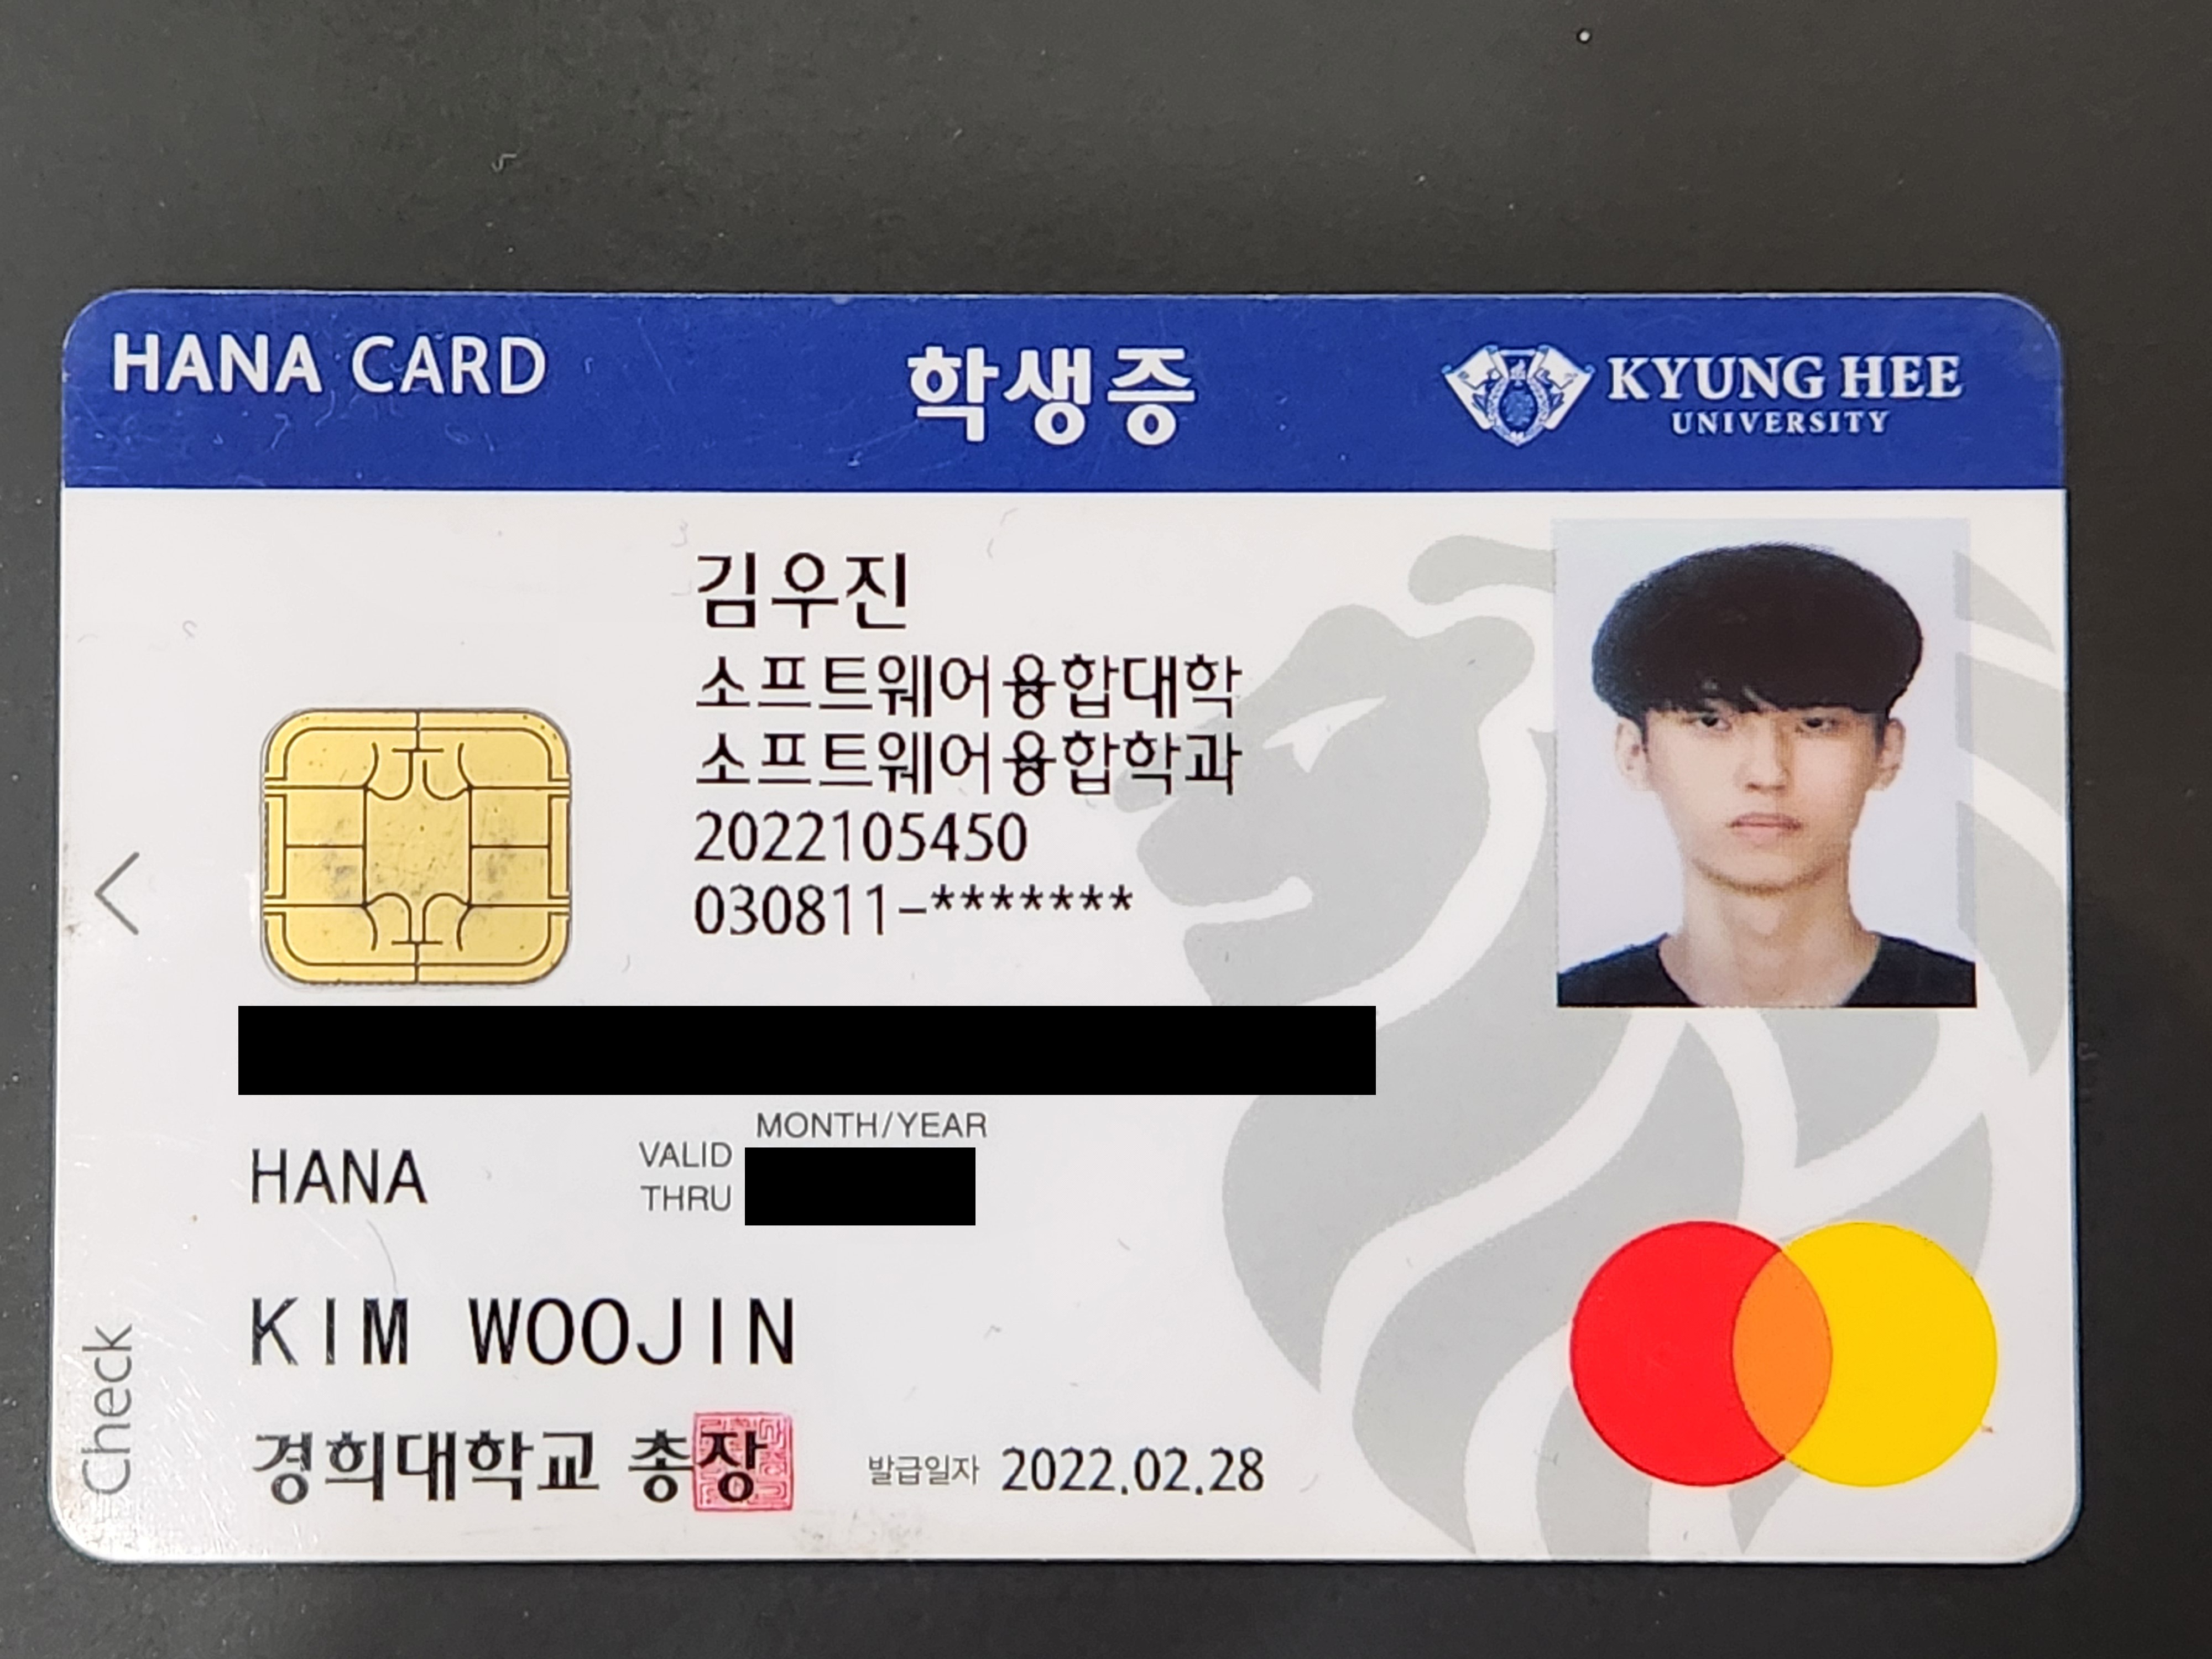 HANA CARD
학생증
KYUNG HEE
UNIVERSITY
김우진
소프트웨어융합대학
소프트웨어융합학과
2022105450
030811-*******
MONTH/YEAR
HANA
VALID
THRU
KIM WOOJIN
경희대학교 총장
발급일자 2022.02.28
Check